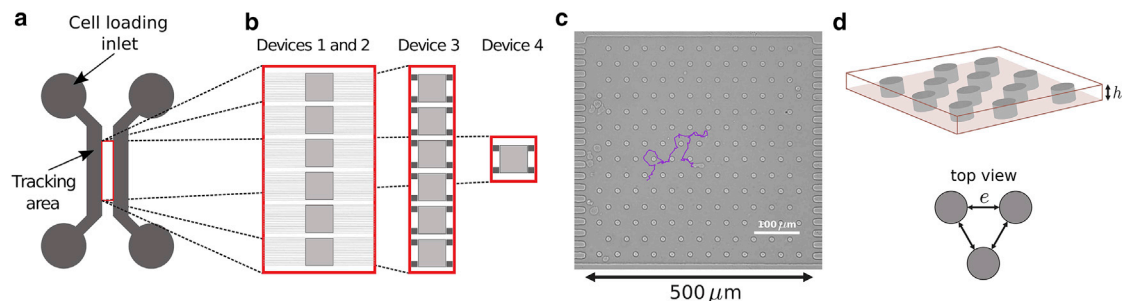 a
Cell loading
inlet
Tracking
area
b
Devices 1 and 2
Device 3
Device 4
c
100 μm
500 μm
d
h
top view
e